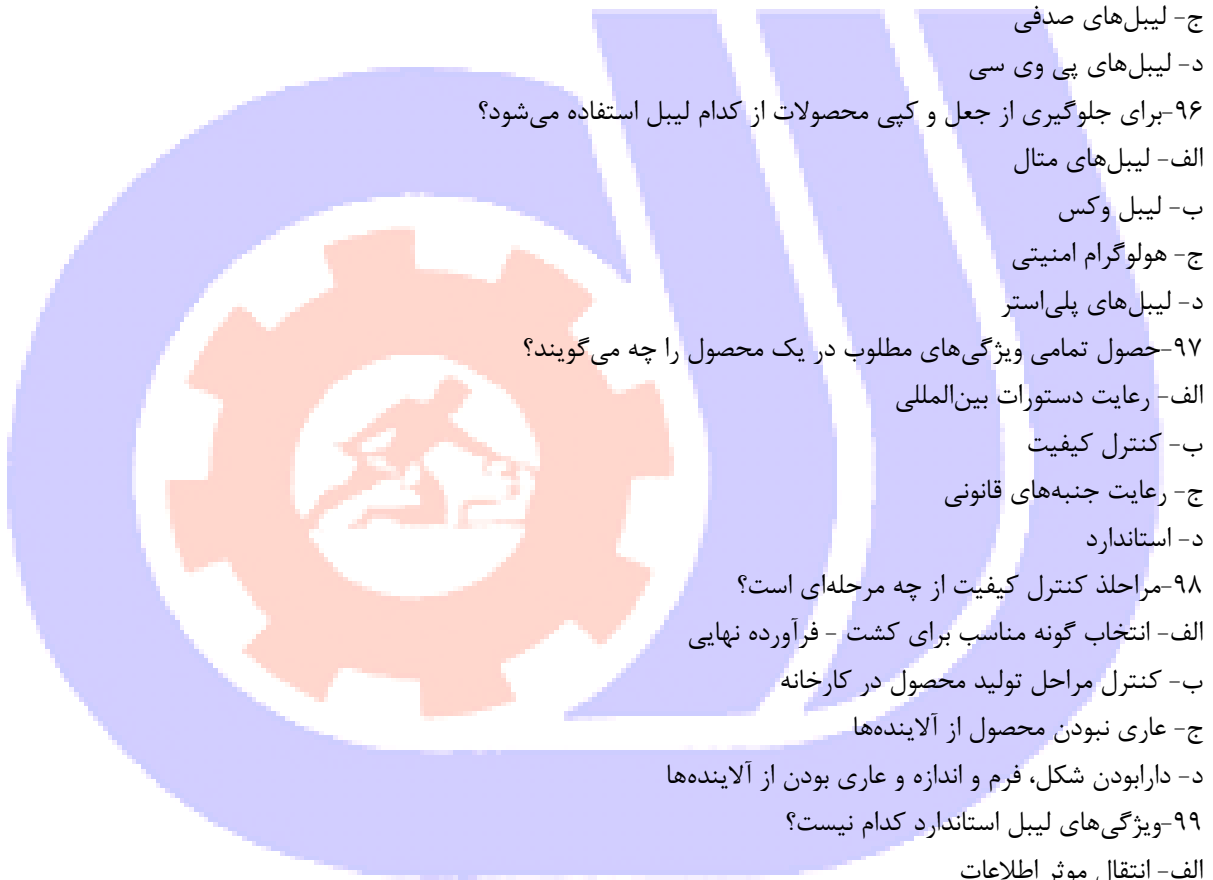 ج- لیبل‌های صدفی
د- لیبل‌های پی وی سی
۹۶-برای جلوگیری از جعل و کپی محصولات از کدام لیبل استفاده می‌شود؟
الف- لیبل‌های متال
ب- لیبل وکس
ج- هولوگرام امنیتی
د- لیبل‌های پلی‌استر
۹۷-حصول تمامی ویژگی‌های مطلوب در یک محصول را چه می‌گویند؟
الف- رعایت دستورات بین‌المللی
ب- کنترل کیفیت
ج- رعایت جنبه‌های قانونی
د- استاندارد
۹۸-مراحلذ کنترل کیفیت از چه مرحله‌ای است؟
الف- انتخاب گونه مناسب برای کشت - فرآورده نهایی
ب- کنترل مراحل تولید محصول در کارخانه
ج- عاری نبودن محصول از آلاینده‌ها
د- دارابودن شکل، فرم و اندازه و عاری بودن از آلاینده‌ها
۹۹-ویژگی‌های لیبل استاندارد کدام نیست؟
الف- انتقال موثر اطلاعات